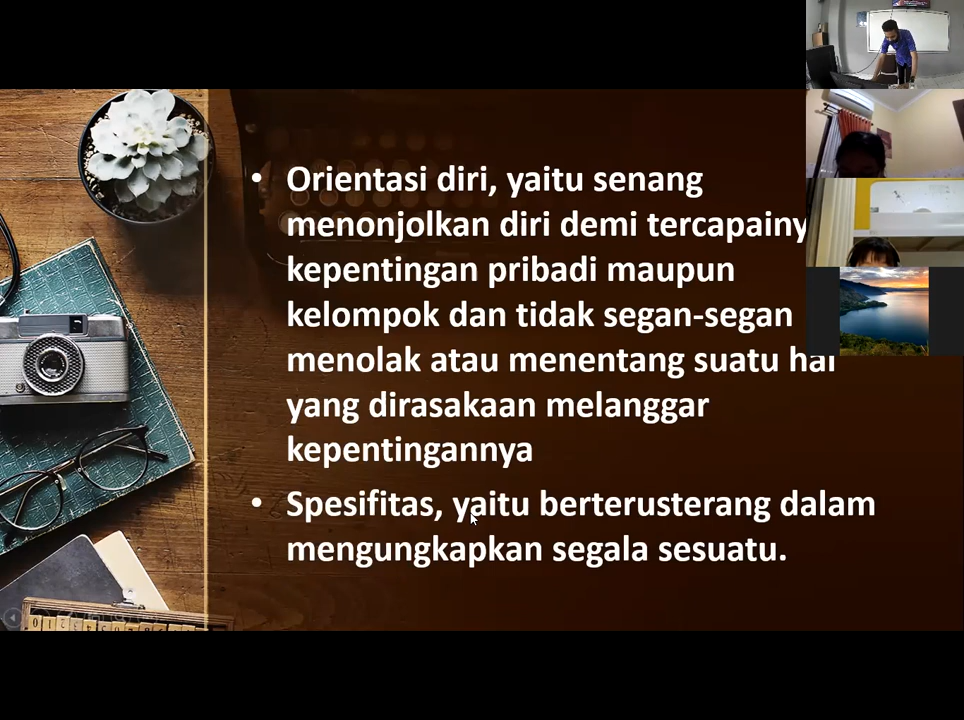 • Orientasi diri, yaitu senang
menonjolkan diri demi tercapainy
kepentingan pribadi maupun
kelompok dan tidak segan-segan
menolak atau menentang suatu hal
yang dirasakaan melanggar
kepentingannya
• Spesifitas, yaitu berterusterang dalam
mengungkapkan segala sesuatu.